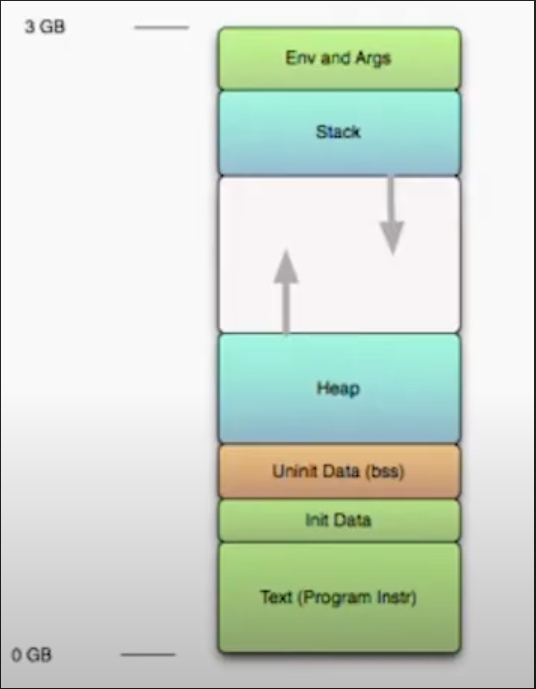 3 GB
Env and Args
Stack
Heap
Uninit Data (bss)
Init Data
Text (Program Instr)
0 GB